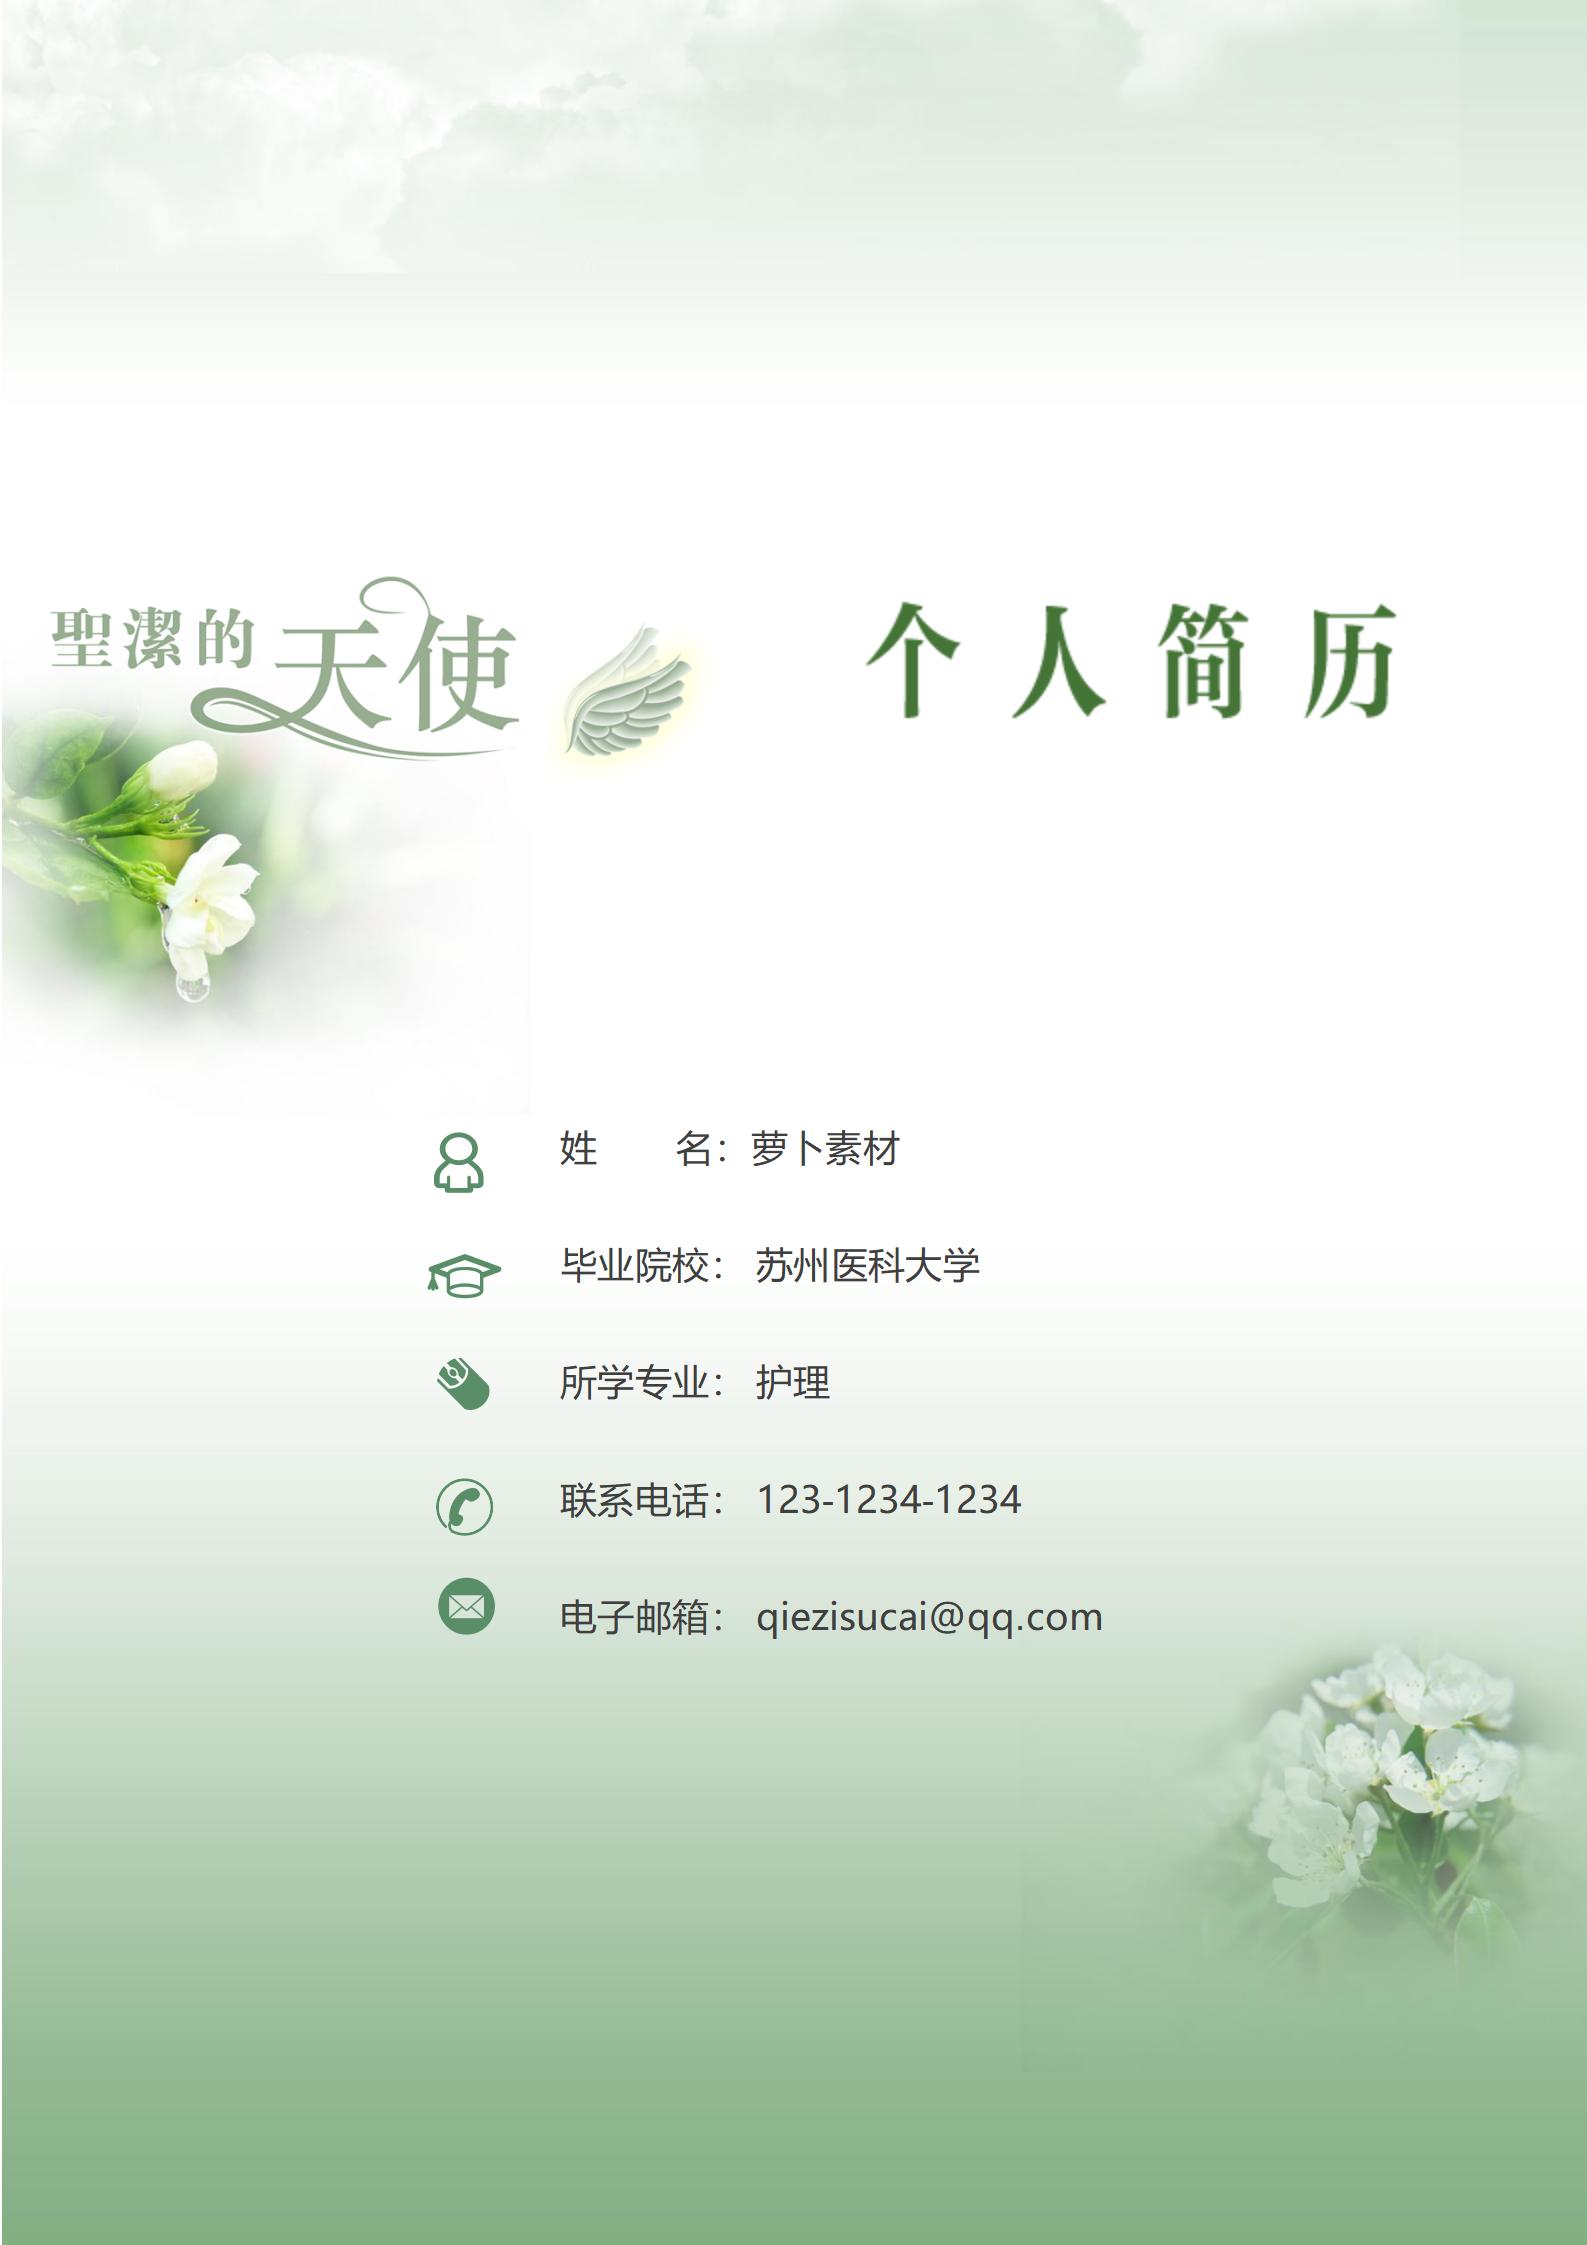 聖潔的天使
个人简历
姓 名：萝卜素材
毕业院校： 苏州医科大学
所学专业： 护理
联系电话： 123-1234-1234
电子邮箱： qiezisucai@qq.com